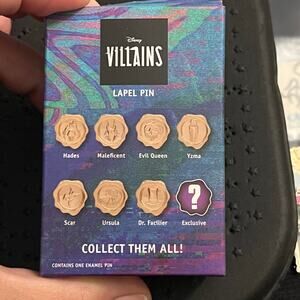 Disney
VILLAINS
LAPEL PIN
Hades Maleficent Evil Queen Yzma
?
Scar Ursula Dr. Facilier Exclusive
COLLECT THEM ALL!
CONTAINS ONE ENAMEL PIN